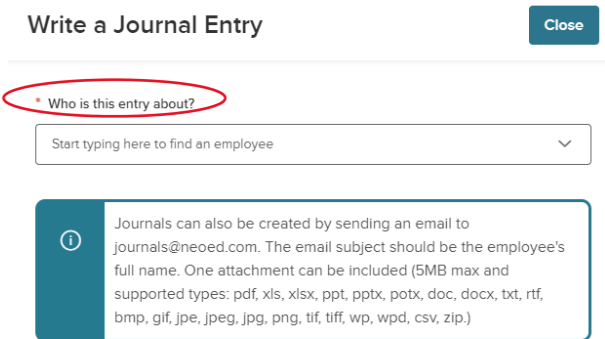 Write a Journal Entry
Close
* Who is this entry about?
Start typing here to find an employee
Journals can also be created by sending an email to
journals@neoed.com. The email subject should be the employee's
full name. One attachment can be included (5MB max and
supported types: pdf, xls, xlsx, ppt, pptx, potx, doc, docx, txt, rtf,
bmp, gif, jpe, jpeg, jpg, png, tif, tiff, wp, wpd, csv, zip.)